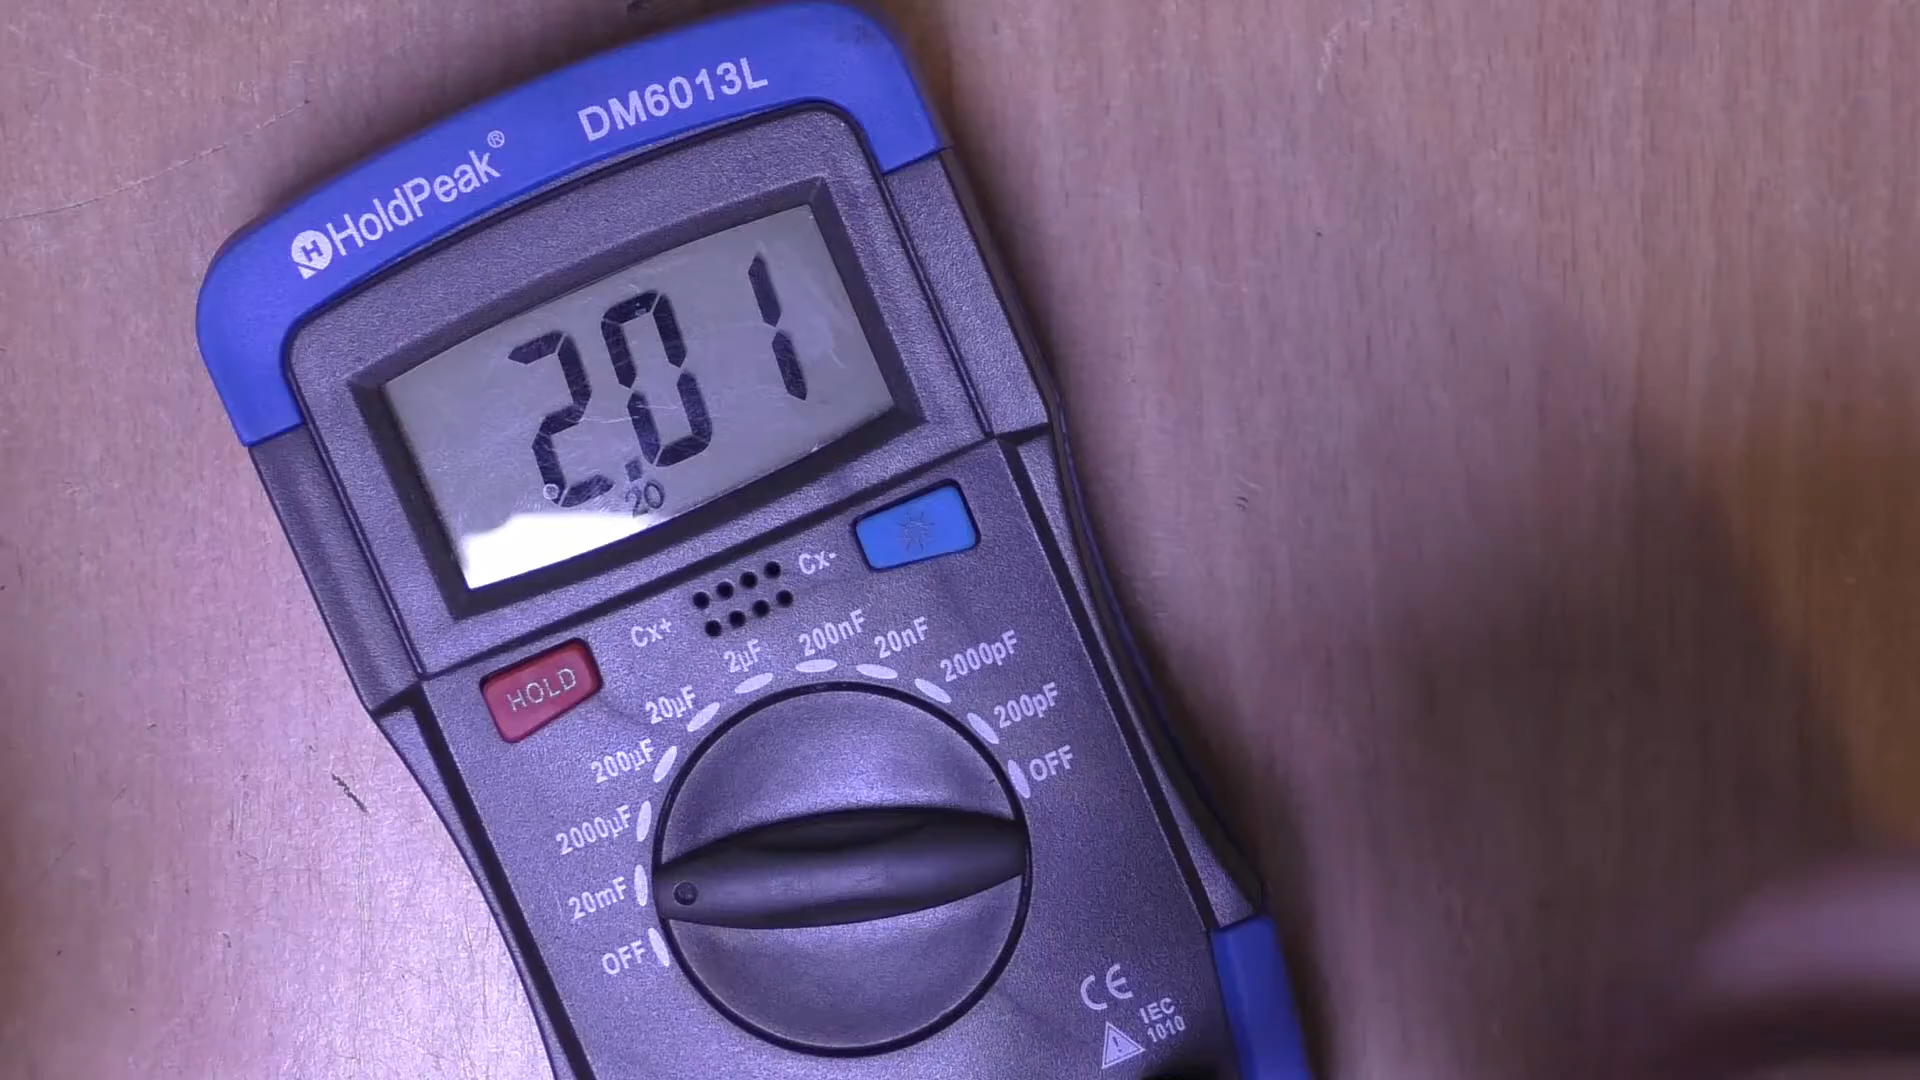 HoldPeak®
DM6013L
2.01
20
Cx+
Cx-
HOLD
OFF
20mF
2000µF
200µF
20µF
2µF
200nF
20nF
2000pF
200pF
OFF
CE
IEC
1010